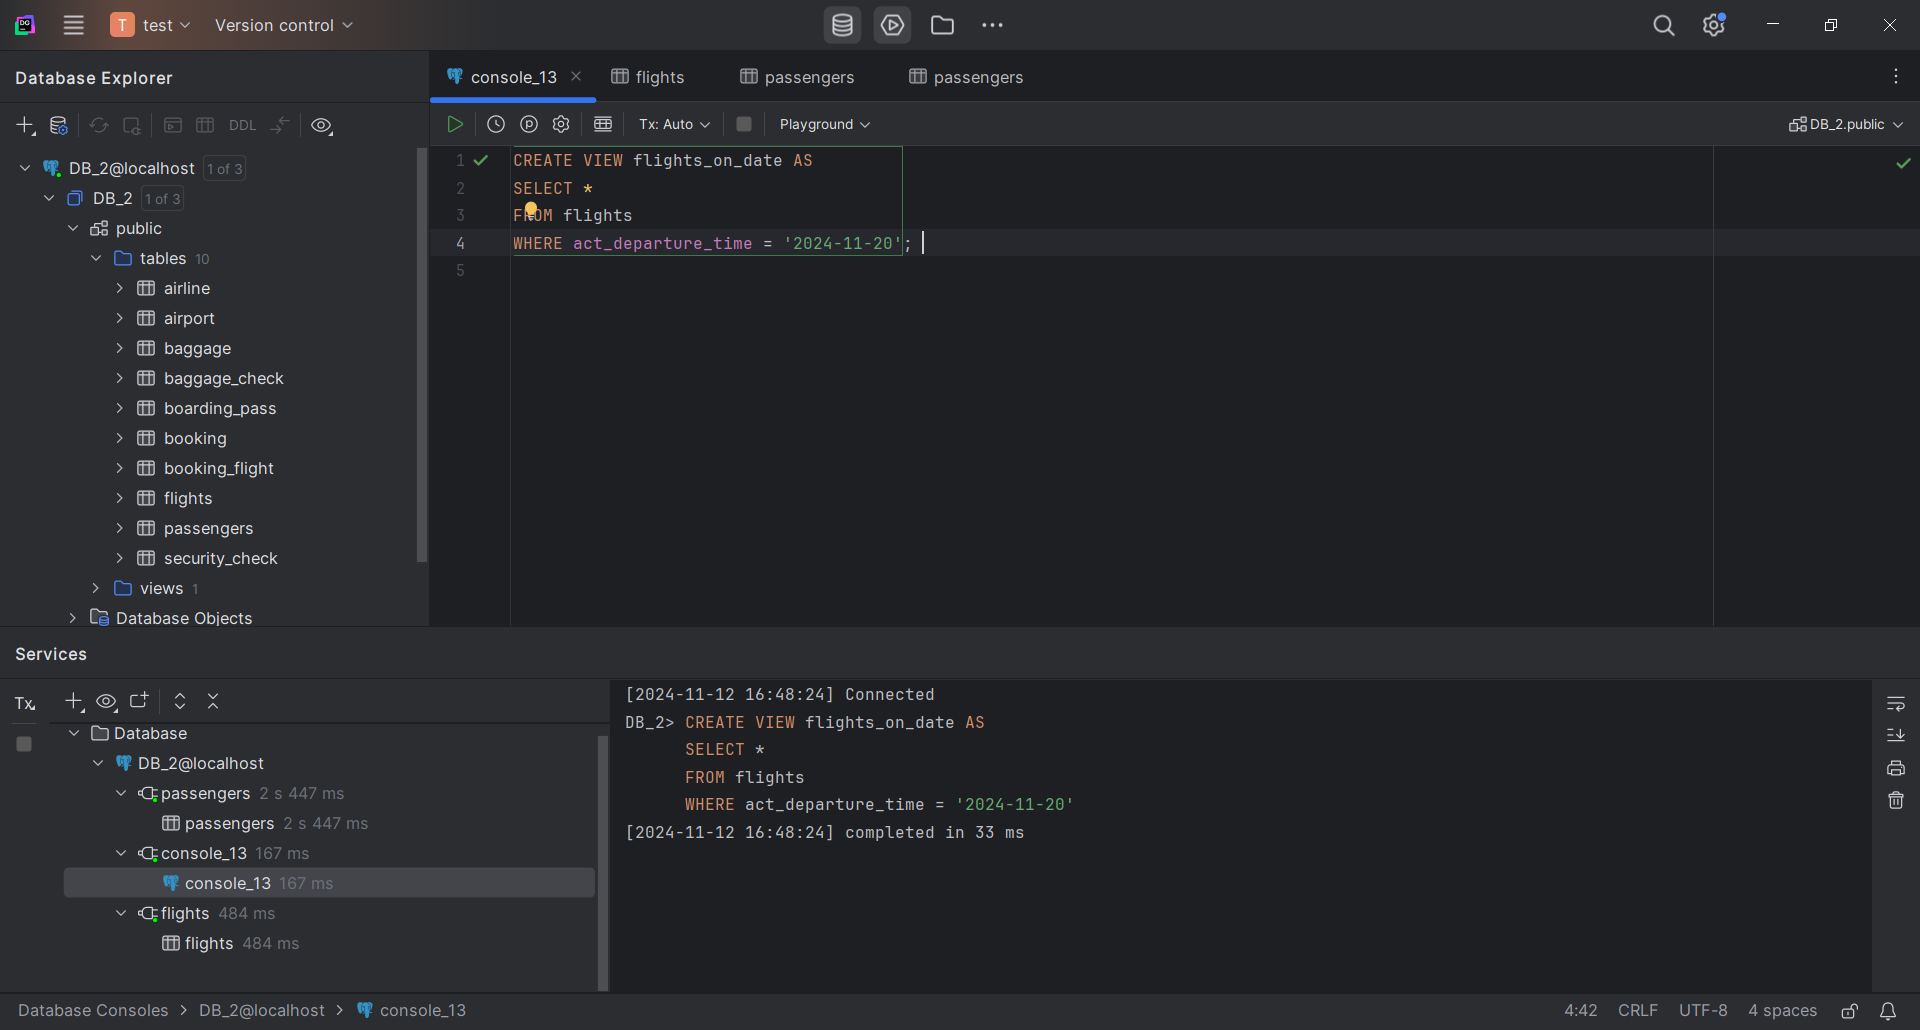 T test Version control
Database Explorer
console_13 flights passengers passengers
DDL
Tx: Auto Playground DB_2.public
DB_2@localhost 1 of 3
DB_2 1 of 3
public
tables 10
airline
airport
baggage
baggage_check
boarding_pass
booking
booking_flight
flights
passengers
security_check
views 1
Database Objects
1 CREATE VIEW flights_on_date AS
2 SELECT *
3 FROM flights
4 WHERE act_departure_time = '2024-11-20';
5
Services
Tx
Database
DB_2@localhost
passengers 2 s 447 ms
passengers 2 s 447 ms
console_13 167 ms
console_13 167 ms
flights 484 ms
flights 484 ms
[2024-11-12 16:48:24] Connected
DB_2> CREATE VIEW flights_on_date AS
SELECT *
FROM flights
WHERE act_departure_time = '2024-11-20'
[2024-11-12 16:48:24] completed in 33 ms
Database Consoles > DB_2@localhost > console_13
4:42 CRLF UTF-8 4 spaces